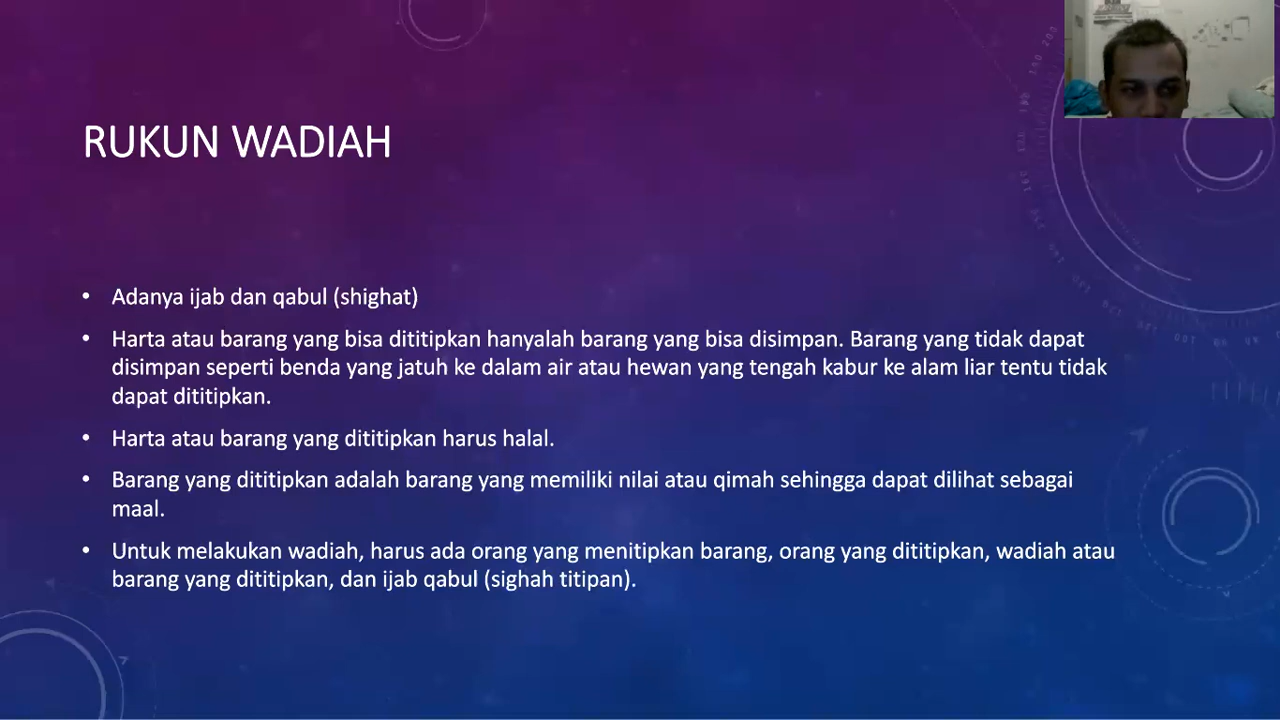 RUKUN WADIAH
• Adanya ijab dan qabul (shighat)
• Harta atau barang yang bisa dititipkan hanyalah barang yang bisa disimpan. Barang yang tidak dapat
disimpan seperti benda yang jatuh ke dalam air atau hewan yang tengah kabur ke alam liar tentu tidak
dapat dititipkan.
• Harta atau barang yang dititipkan harus halal.
• Barang yang dititipkan adalah barang yang memiliki nilai atau qimah sehingga dapat dilihat sebagai
maal.
• Untuk melakukan wadiah, harus ada orang yang menitipkan barang, orang yang dititipkan, wadiah atau
barang yang dititipkan, dan ijab qabul (sighah titipan).